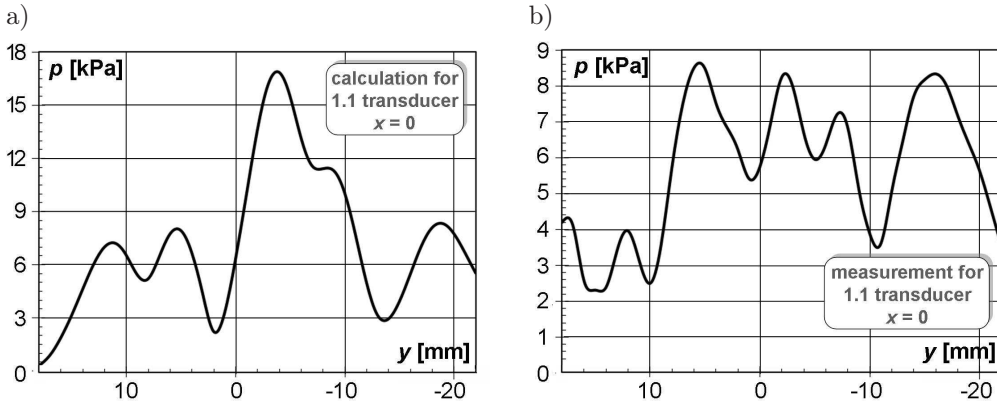 a)
18
15
12
9
6
3
0
p [kPa]
calculation for
1.1 transducer
x = 0
y [mm]
10 0 -10 -20
b)
9
8
7
6
5
4
3
2
1
0
p [kPa]
measurement for
1.1 transducer
x = 0
y [mm]
10 0 -10 -20